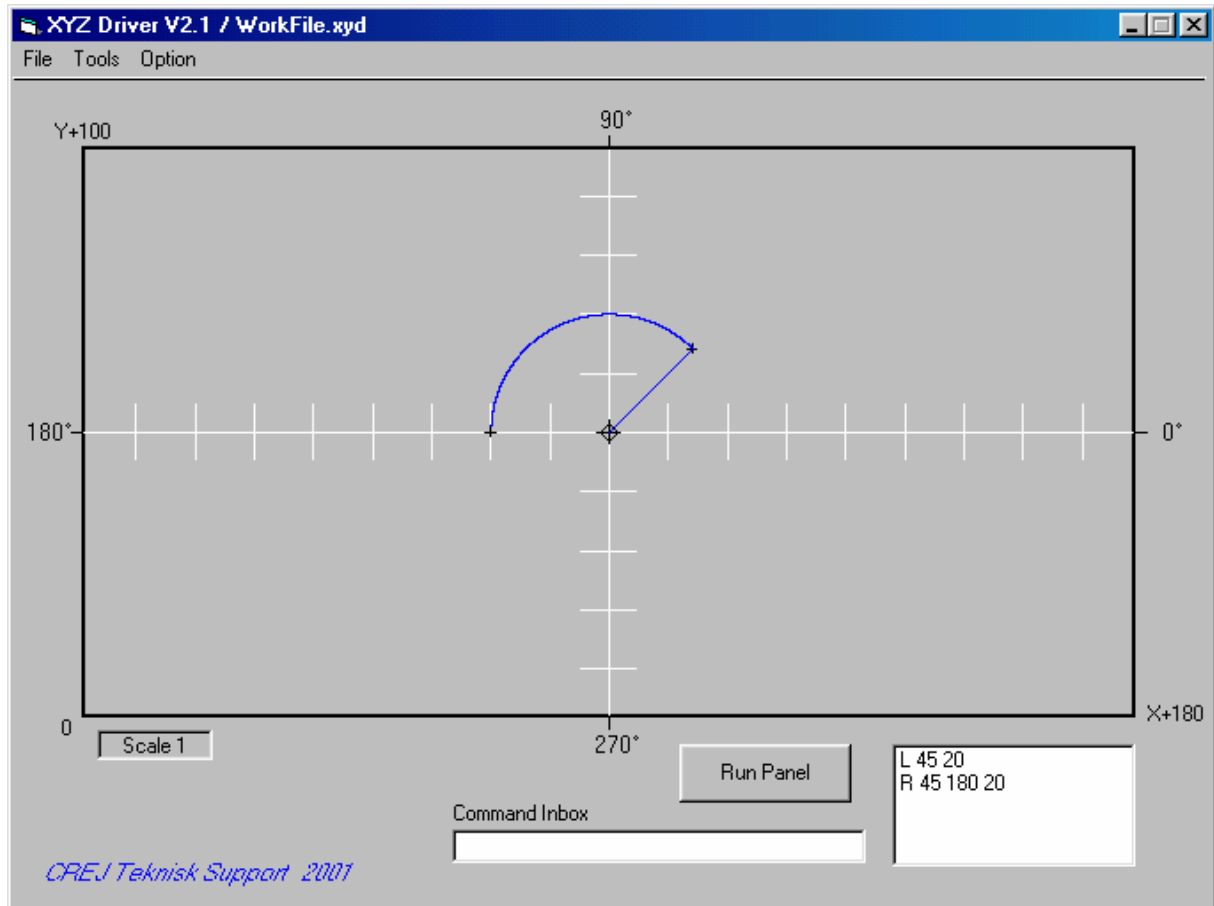 XYZ Driver V2.1 / WorkFile.xyd
File Tools Option
90°
Y+100
180°
0°
0
X+180
Scale 1
270°
Run Panel
L 45 20
R 45 180 20
Command Inbox
CREJ Teknisk Support 2001